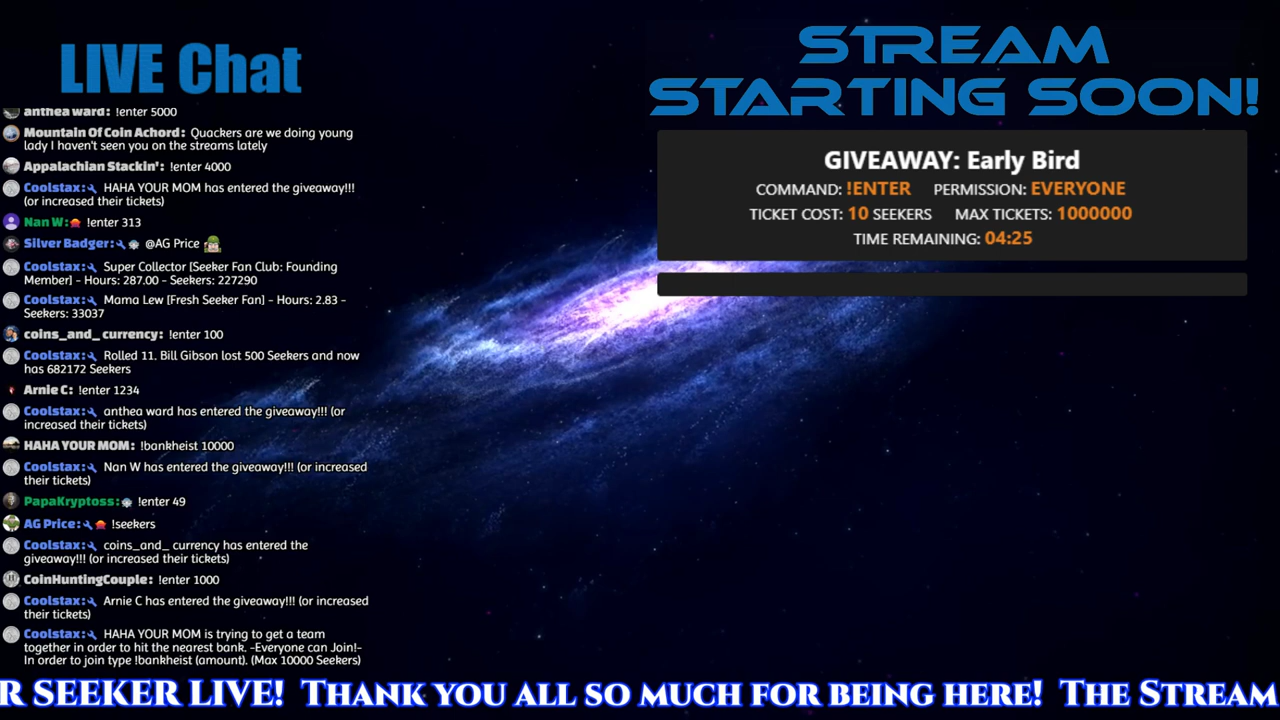 LIVE Chat
anthea ward: !enter 5000
Mountain Of Coin Achord: Quackers are we doing young
lady I haven't seen you on the streams lately
Appalachian Stackin': !enter 4000
Coolstax: HAHA YOUR MOM has entered the giveaway!!!
(or increased their tickets)
Nan W: !enter 313
Silver Badger: @AG Price
Coolstax: Super Collector [Seeker Fan Club: Founding
Member] - Hours: 287.00 - Seekers: 227290
Coolstax: Mama Lew [Fresh Seeker Fan] - Hours: 2.83 -
Seekers: 33037
coins_and_ currency: !enter 100
Coolstax: Rolled 11. Bill Gibson lost 500 Seekers and now
has 682172 Seekers
Arnie C: !enter 1234
Coolstax: anthea ward has entered the giveaway!!! (or
increased their tickets)
HAHA YOUR MOM: !bankheist 10000
Coolstax: Nan W has entered the giveaway!!! (or increased
their tickets)
PapaKryptoss: !enter 49
AG Price: !seekers
Coolstax: coins_and_ currency has entered the
giveaway!!! (or increased their tickets)
CoinHuntingCouple: !enter 1000
Coolstax: Arnie C has entered the giveaway!!! (or increased
their tickets)
Coolstax: HAHA YOUR MOM is trying to get a team
together in order to hit the nearest bank. -Everyone can Join!-
In order to join type !bankheist (amount). (Max 10000 Seekers)
STREAM
STARTING SOON!
GIVEAWAY: Early Bird
COMMAND: !ENTER PERMISSION: EVERYONE
TICKET COST: 10 SEEKERS MAX TICKETS: 1000000
TIME REMAINING: 04:25
R SEEKER LIVE! THANK YOU ALL SO MUCH FOR BEING HERE! THE STREAM